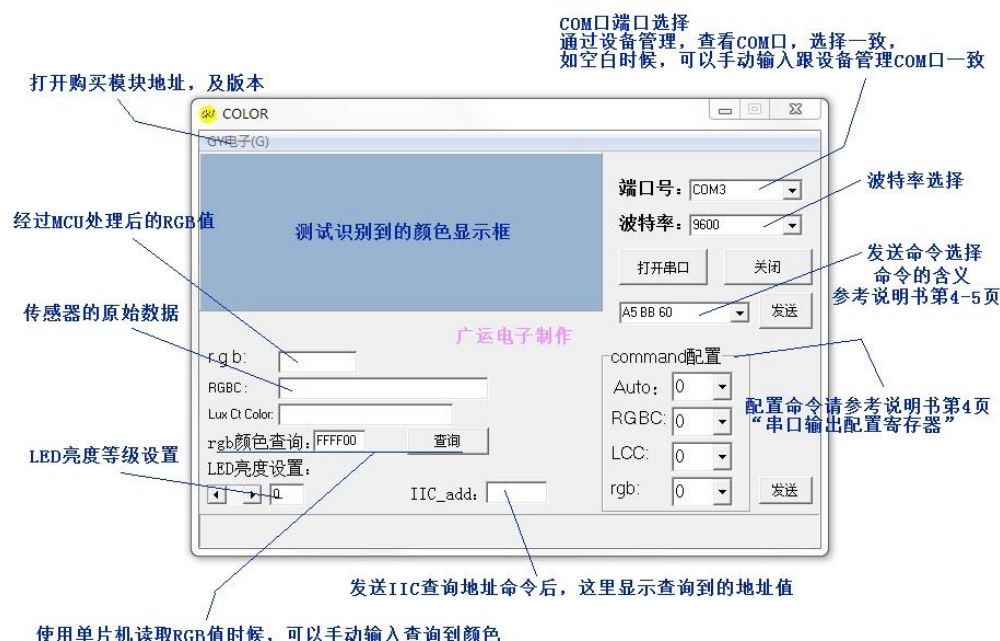 COM口端口选择
通过设备管理，查看COM口，选择一致，
如空白时候，可以手动输入跟设备管理COM口一致
打开购买模块地址，及版本
COLOR
GY电子(G)
测试识别到的颜色显示框
端口号：COM3
波特率选择
波特率：9600
经过MCU处理后的RGB值
打开串口 关闭
发送命令选择
命令的含义
参考说明书第4-5页
A5 BB 60 发送
传感器的原始数据
广运电子制作
r g b:
RGBC:
Lux Ct Color:
rgb颜色查询：FFFF00 查询
LED亮度设置：
LED亮度等级设置
0
IIC_add:
command配置
Auto: 0
RGBC: 0
LCC: 0
rgb: 0 发送
配置命令请参考说明书第4页
“串口输出配置寄存器”
发送IIC查询地址命令后，这里显示查询到的地址值
使用单片机读取RGB值时候，可以手动输入查询到颜色